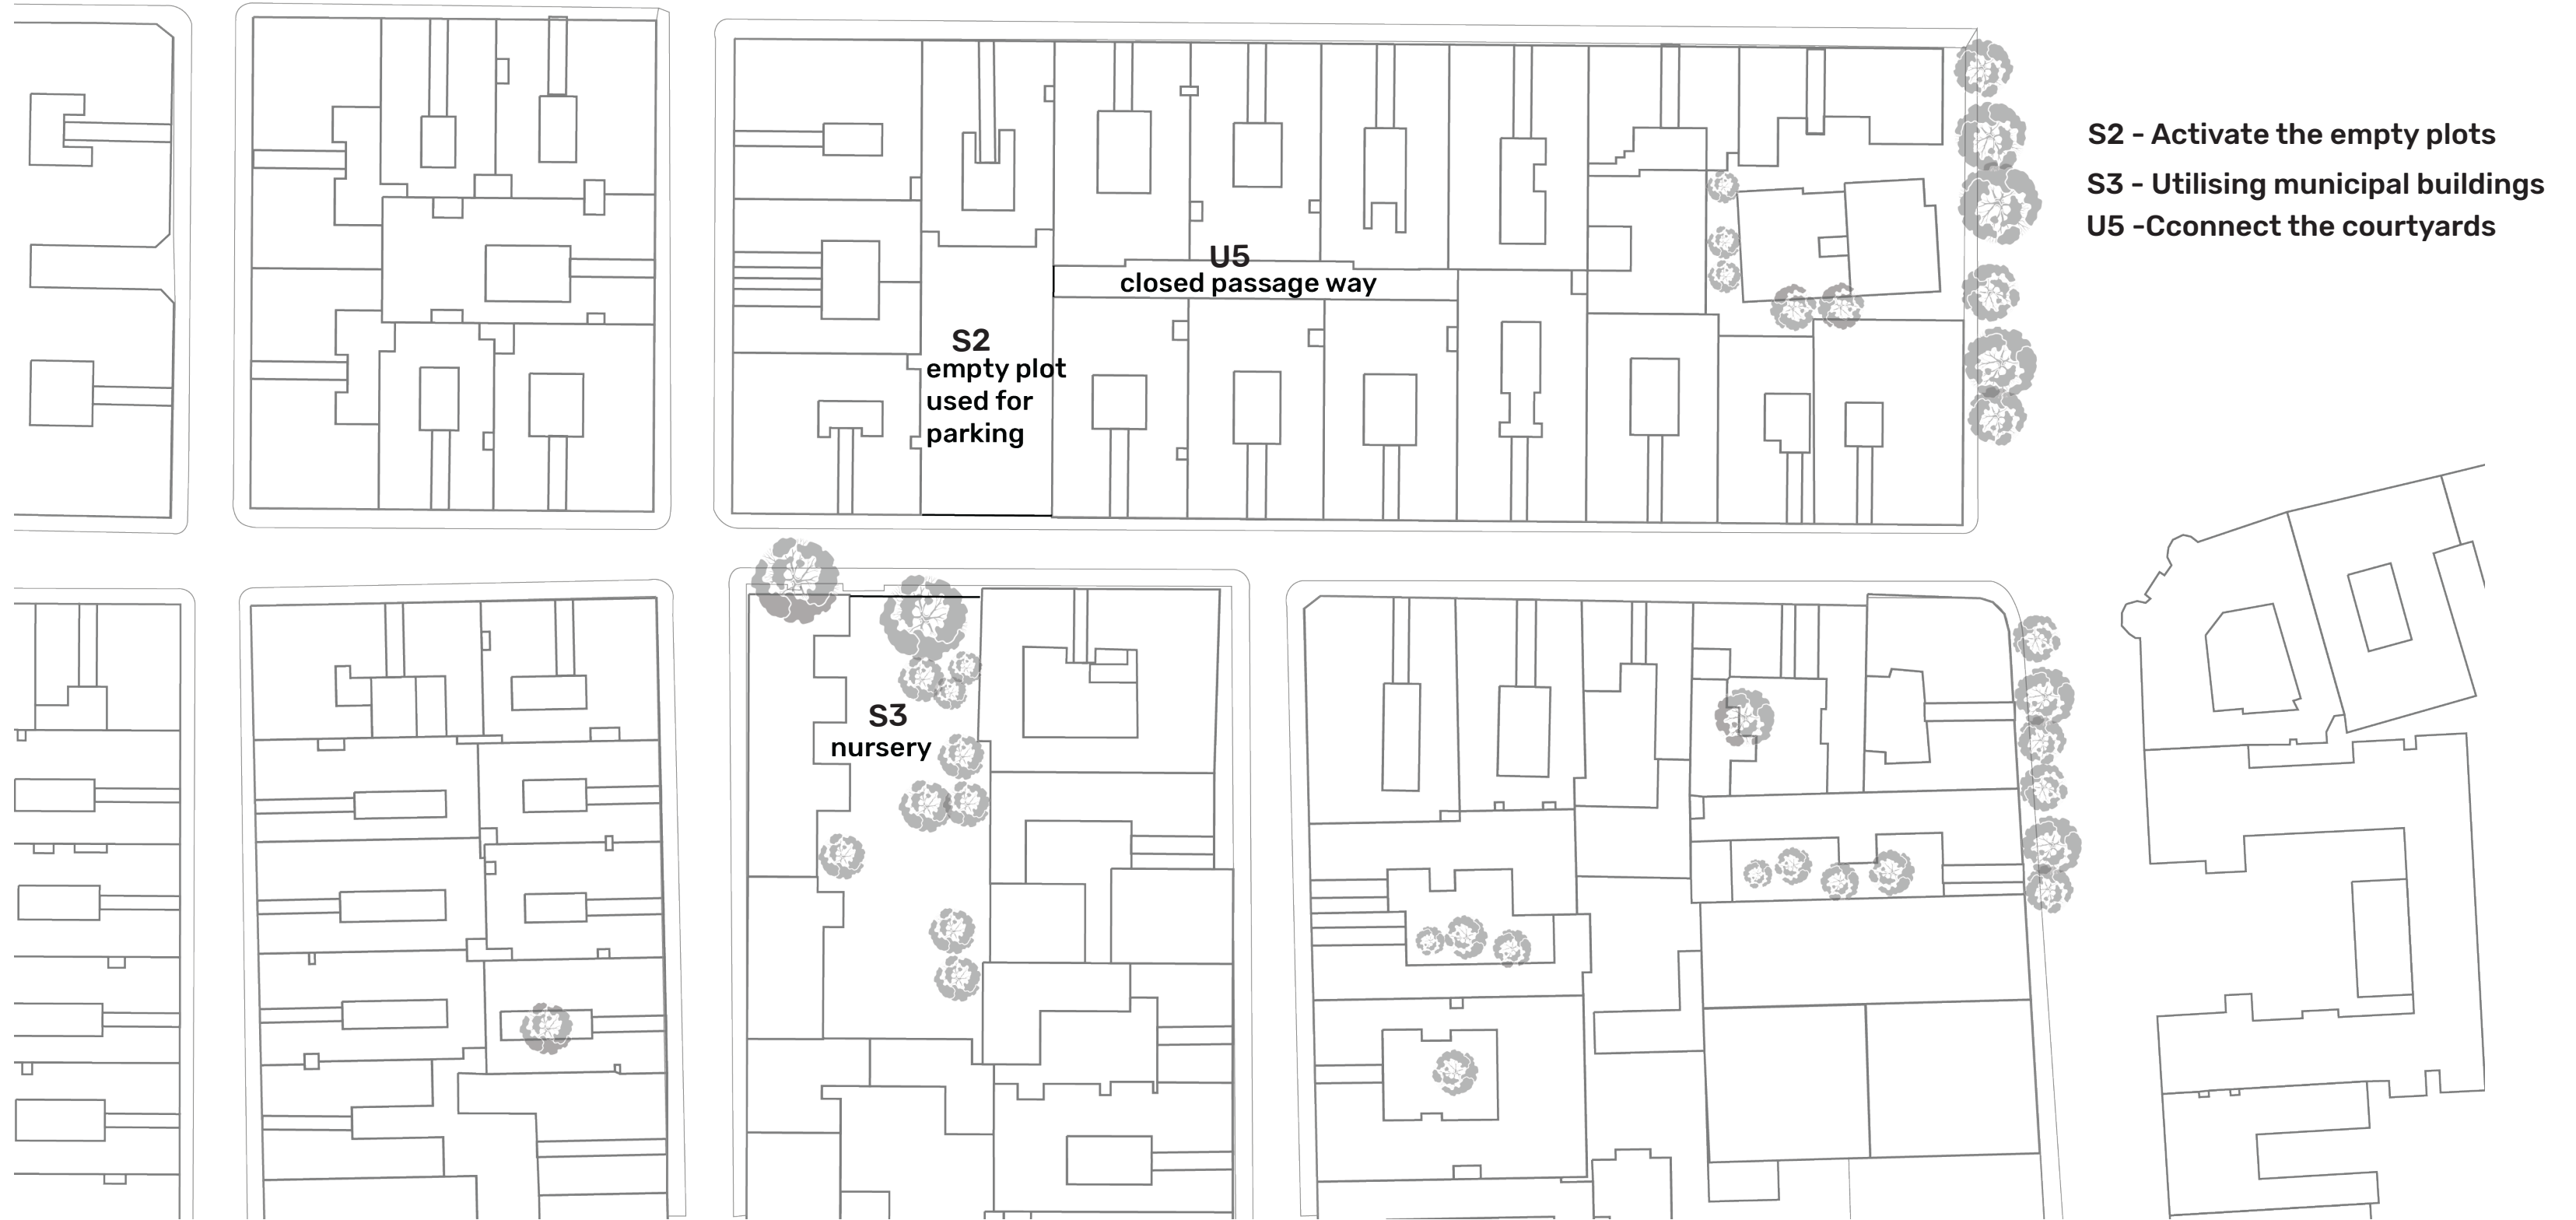 S2 - Activate the empty plots
S3 - Utilising municipal buildings
U5 -Cconnect the courtyards
U5
closed passage way
S2
empty plot
used for
parking
S3
nursery